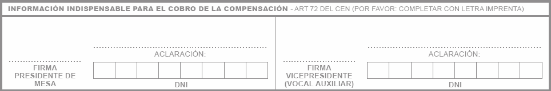 INFORMACIÓN INDISPENSABLE PARA EL COBRO DE LA COMPENSACIÓN - ART 72 DEL CEN (POR FAVOR: COMPLETAR CON LETRA IMPRENTA)
ACLARACIÓN:
FIRMA
PRESIDENTE DE
MESA
DNI
ACLARACIÓN:
FIRMA
VICEPRESIDENTE
(VOCAL AUXILIAR)
DNI